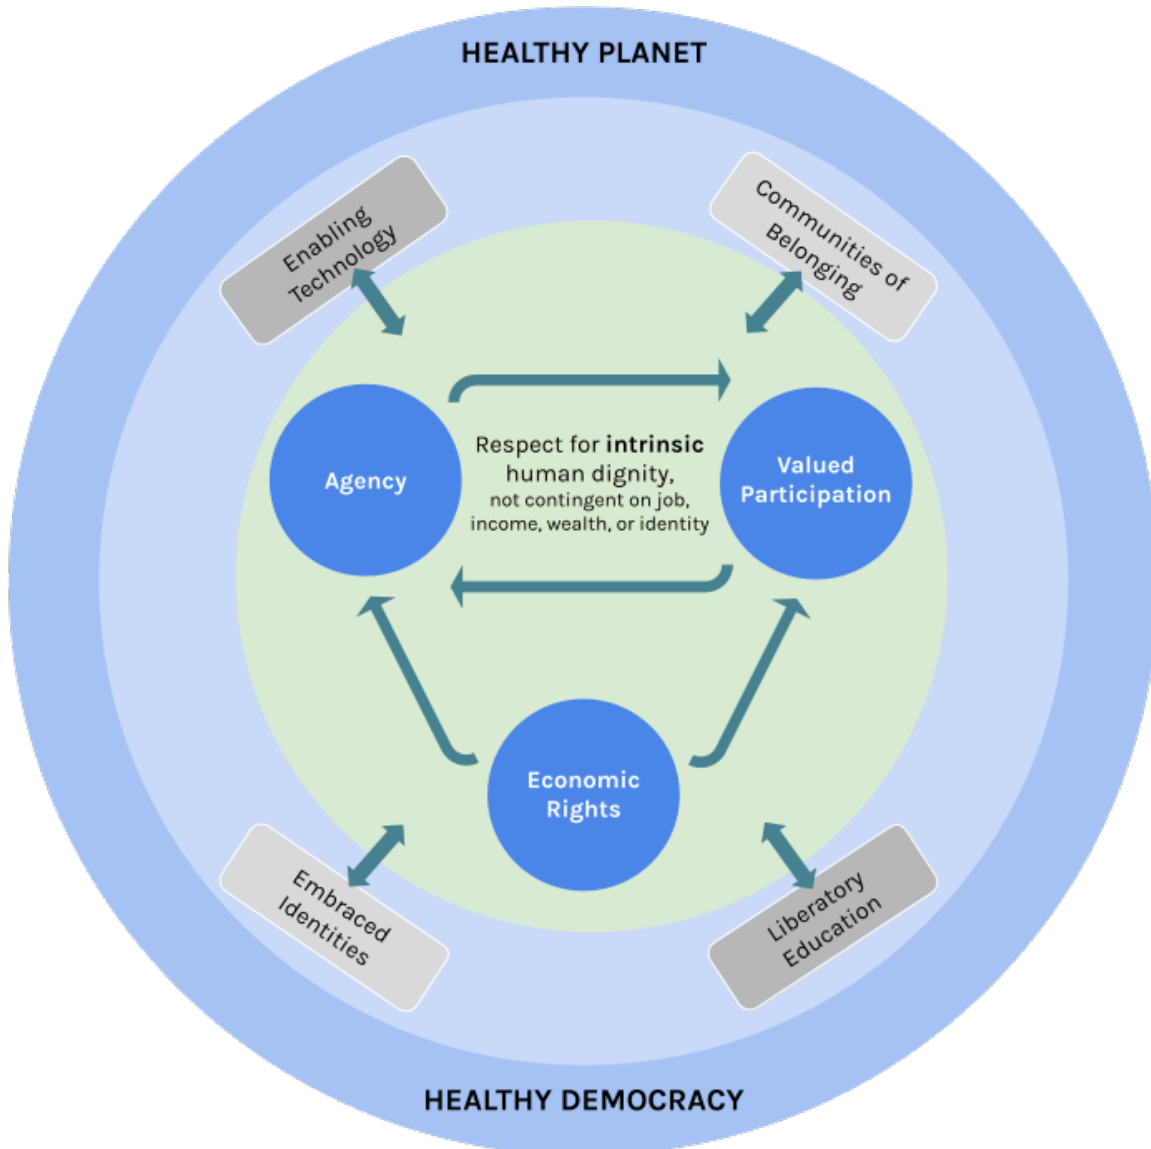 HEALTHY PLANET
Enabling
Technology
Communities of
Belonging
Agency
Respect for intrinsic
human dignity,
not contingent on job,
income, wealth, or identity
Valued
Participation
Economic
Rights
Embraced
Identities
Liberatory
Education
HEALTHY DEMOCRACY